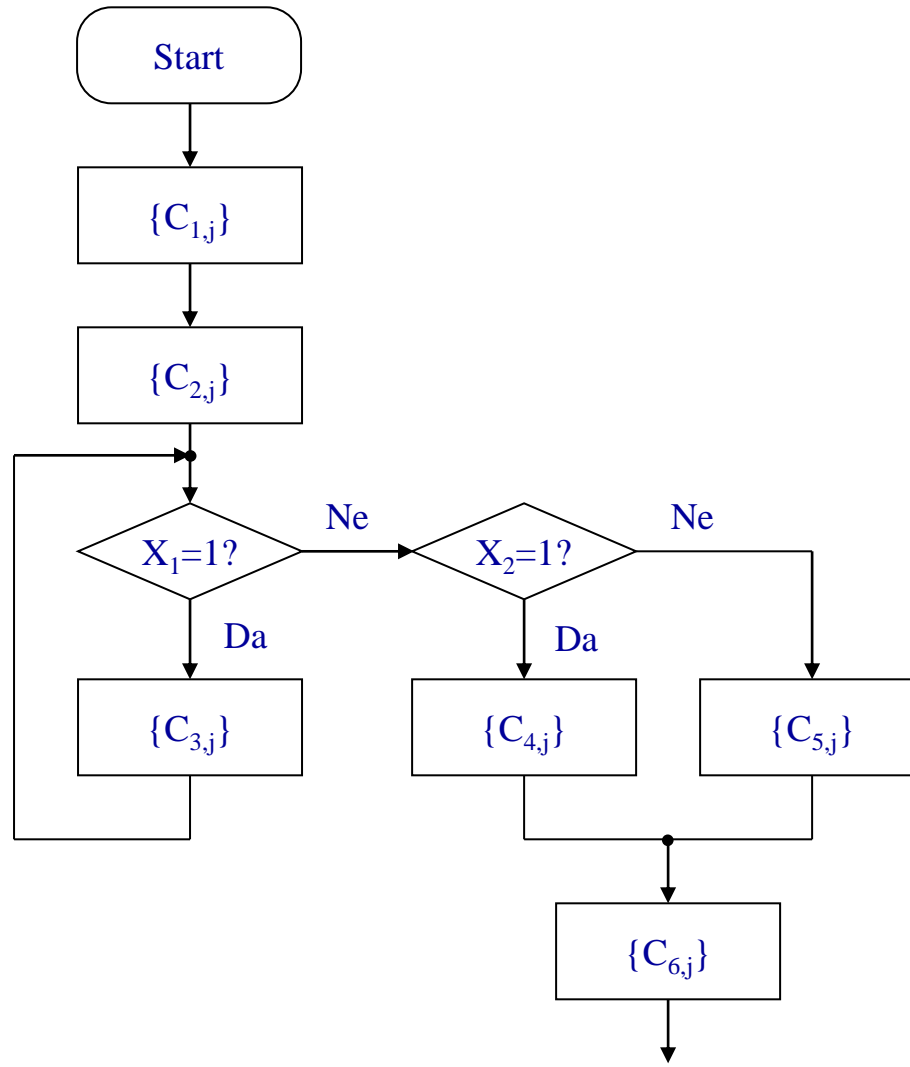 Start
{C₁,ⱼ}
{C₂,ⱼ}
Ne
Ne
X₁=1?
X₂=1?
Da
Da
{C₃,ⱼ}
{C₄,ⱼ}
{C₅,ⱼ}
{C₆,ⱼ}